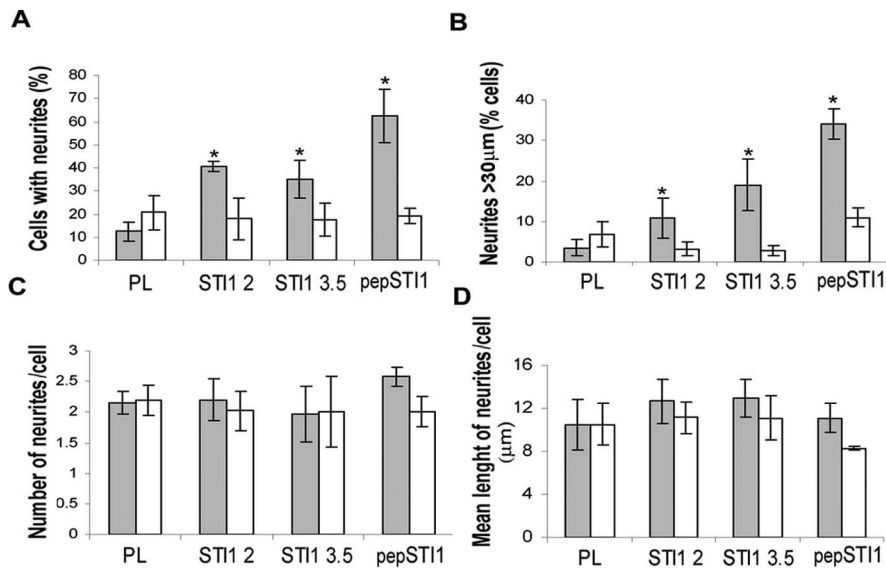 A
Cells with neurites (%)
80
70
60
50
40
30
20
10
0
*
*
*
PL
STI1 2
STI1 3.5
pepSTI1
B
Neurites >30µm (% cells)
40
30
20
10
0
*
*
*
PL
STI1 2
STI1 3.5
pepSTI1
C
Number of neurites/cell
3
2.5
2
1.5
1
0.5
0
PL
STI1 2
STI1 3.5
pepSTI1
D
Mean lenght of neurites/cell
(µm)
16
12
8
4
0
PL
STI1 2
STI1 3.5
pepSTI1